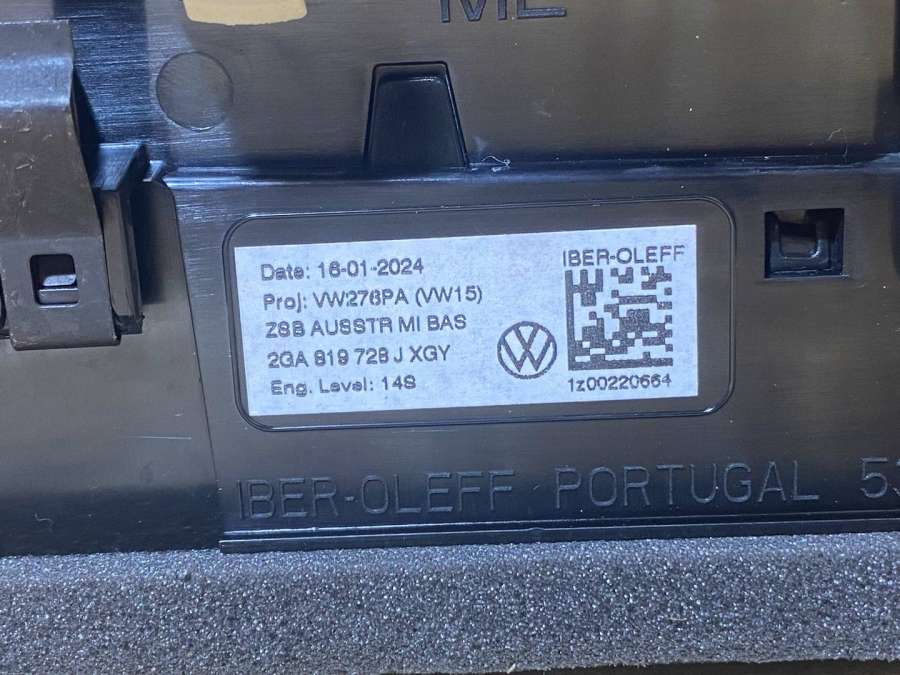 Date: 16-01-2024
Proj: VW276PA (VW15)
ZSB AUSSTR MI BAS
2GA 819 728 J XGY
Eng. Level: 14S
IBER-OLEFF
1z00220664
IBER-OLEFF PORTUGAL